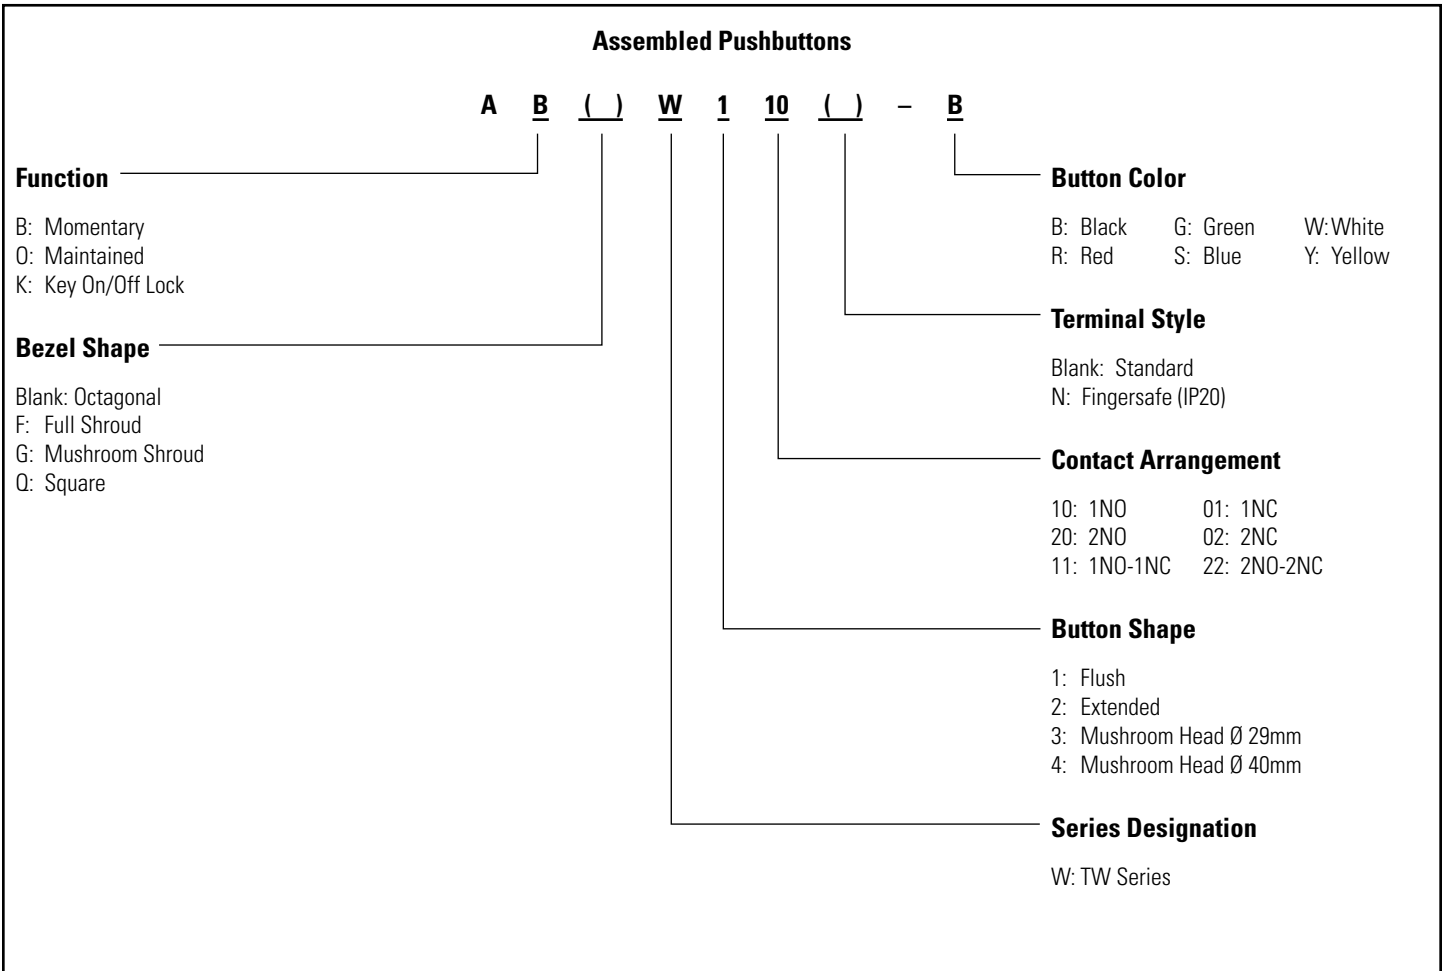 Assembled Pushbuttons
A B ( ) W 1 10 ( ) – B
Function
B: Momentary
O: Maintained
K: Key On/Off Lock
Bezel Shape
Blank: Octagonal
F: Full Shroud
G: Mushroom Shroud
Q: Square
Button Color
B: Black G: Green W: White
R: Red S: Blue Y: Yellow
Terminal Style
Blank: Standard
N: Fingersafe (IP20)
Contact Arrangement
10: 1NO 01: 1NC
20: 2NO 02: 2NC
11: 1NO-1NC 22: 2NO-2NC
Button Shape
1: Flush
2: Extended
3: Mushroom Head Ø 29mm
4: Mushroom Head Ø 40mm
Series Designation
W: TW Series